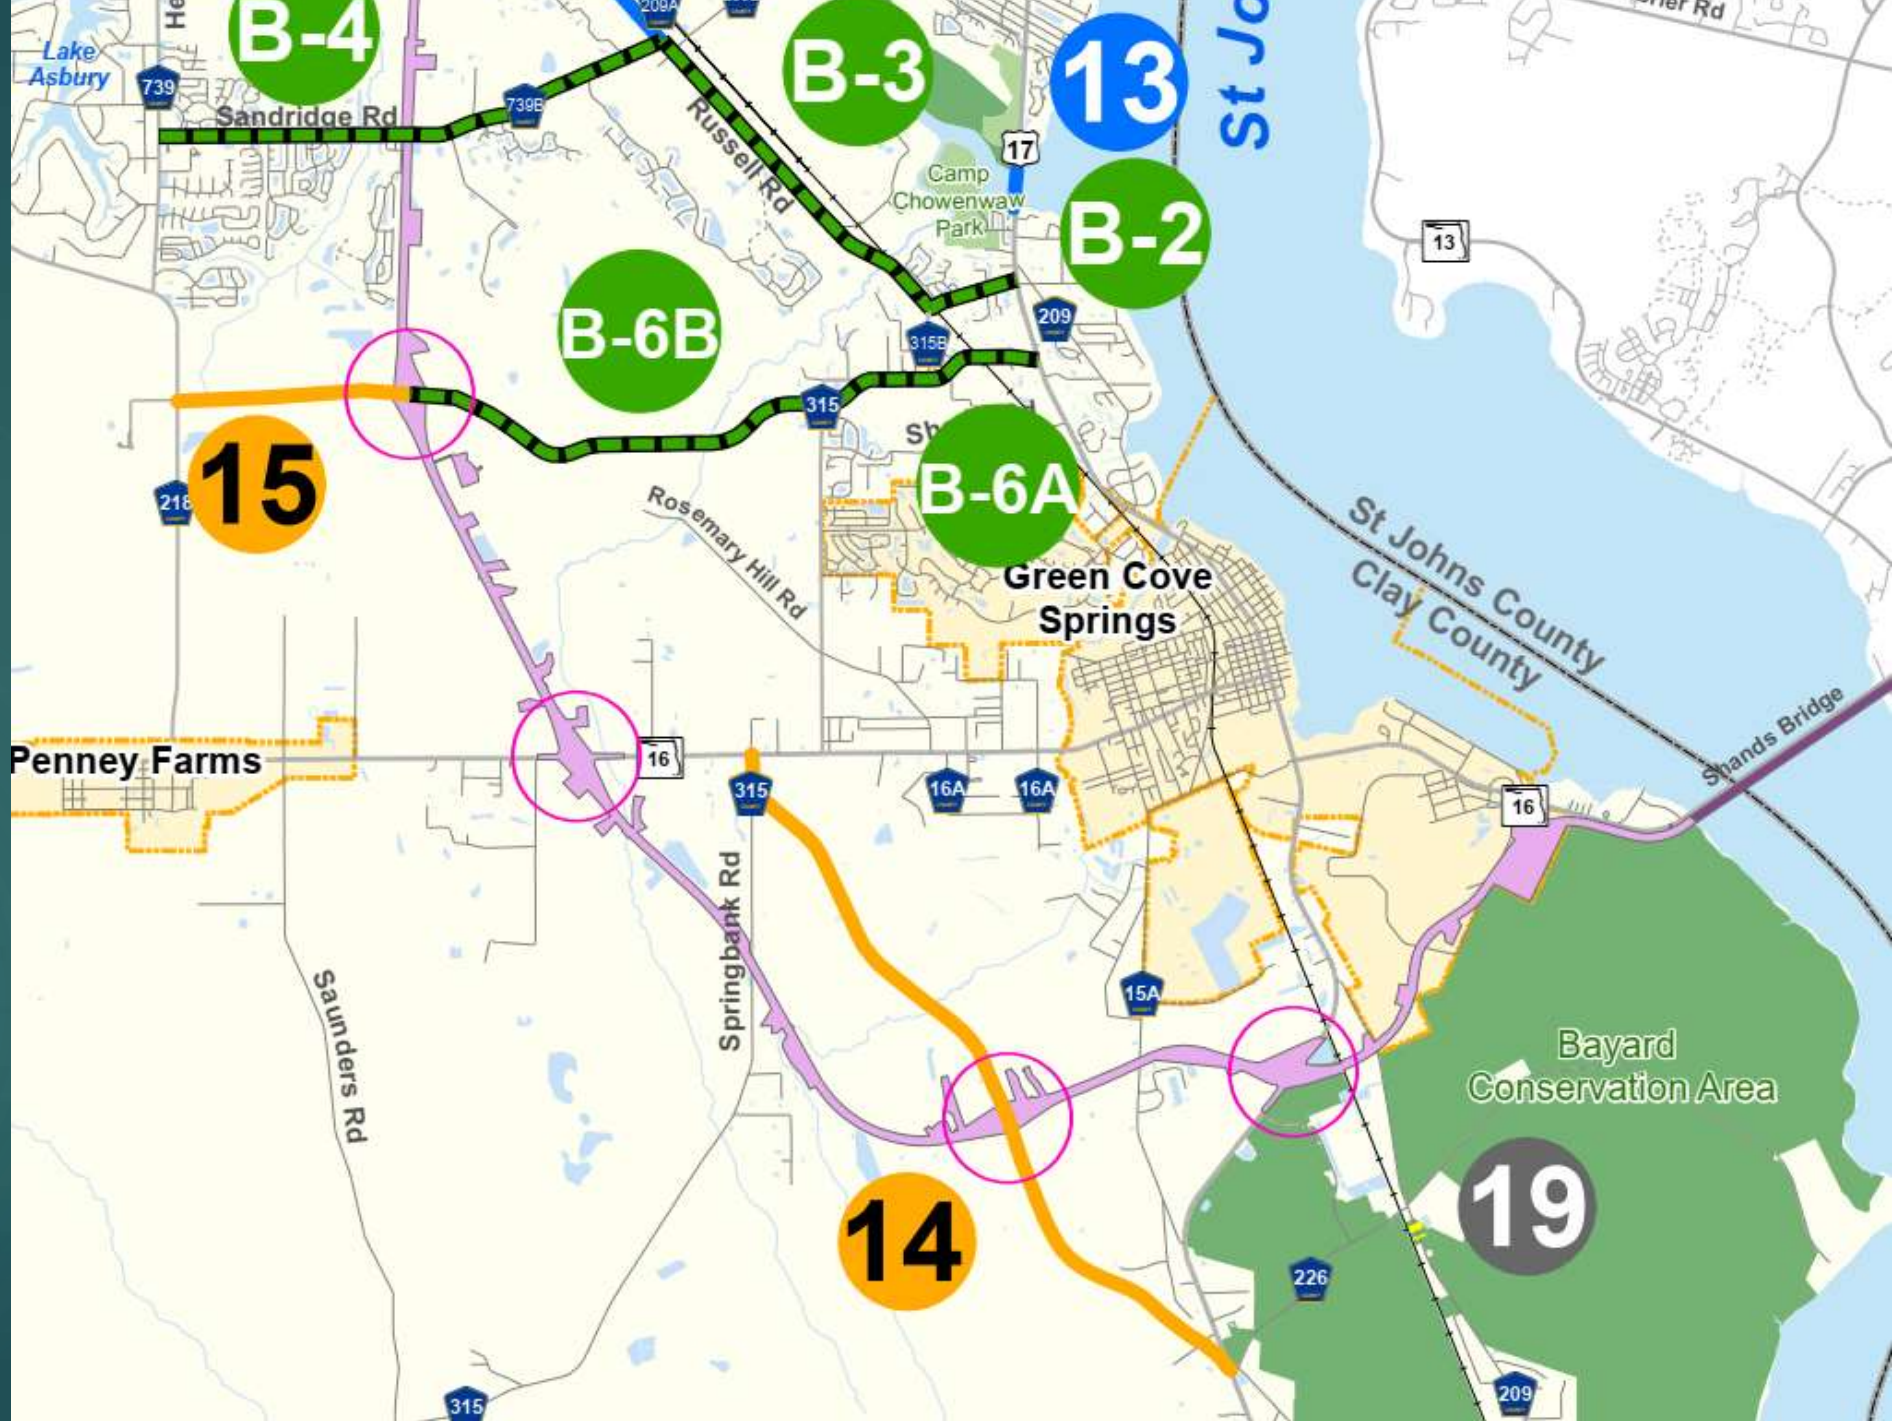 209A
B-4
B-3
13
St Jo
Lake
Asbury
739
739B
Sandridge Rd
Russell Rd
17
Camp
Chowenwaw
Park
B-2
13
B-6B
209
315B
315
15
218
B-6A
Rosemary Hill Rd
Green Cove
Springs
St Johns County
Clay County
Penney Farms
16
315
16A
16A
Shands Bridge
16
Springbank Rd
Saunders Rd
15A
Bayard
Conservation Area
14
19
226
315
209